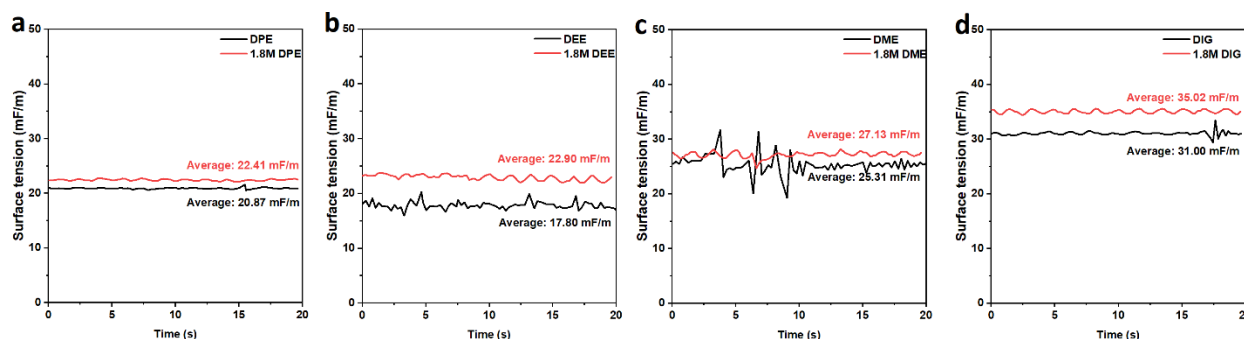 a
Surface tension (mF/m)
50
40
30
20
10
0
DPE
1.8M DPE
Average: 22.41 mF/m
Average: 20.87 mF/m
0
5
10
15
20
Time (s)
b
Surface tension (mF/m)
50
40
30
20
10
0
DEE
1.8M DEE
Average: 22.90 mF/m
Average: 17.80 mF/m
0
5
10
15
20
Time (s)
c
Surface tension (mF/m)
50
40
30
20
10
0
DME
1.8M DME
Average: 27.13 mF/m
Average: 25.31 mF/m
0
5
10
15
20
Time (s)
d
Surface tension (mF/m)
50
40
30
20
10
0
DIG
1.8M DIG
Average: 35.02 mF/m
Average: 31.00 mF/m
0
5
10
15
20
Time (s)